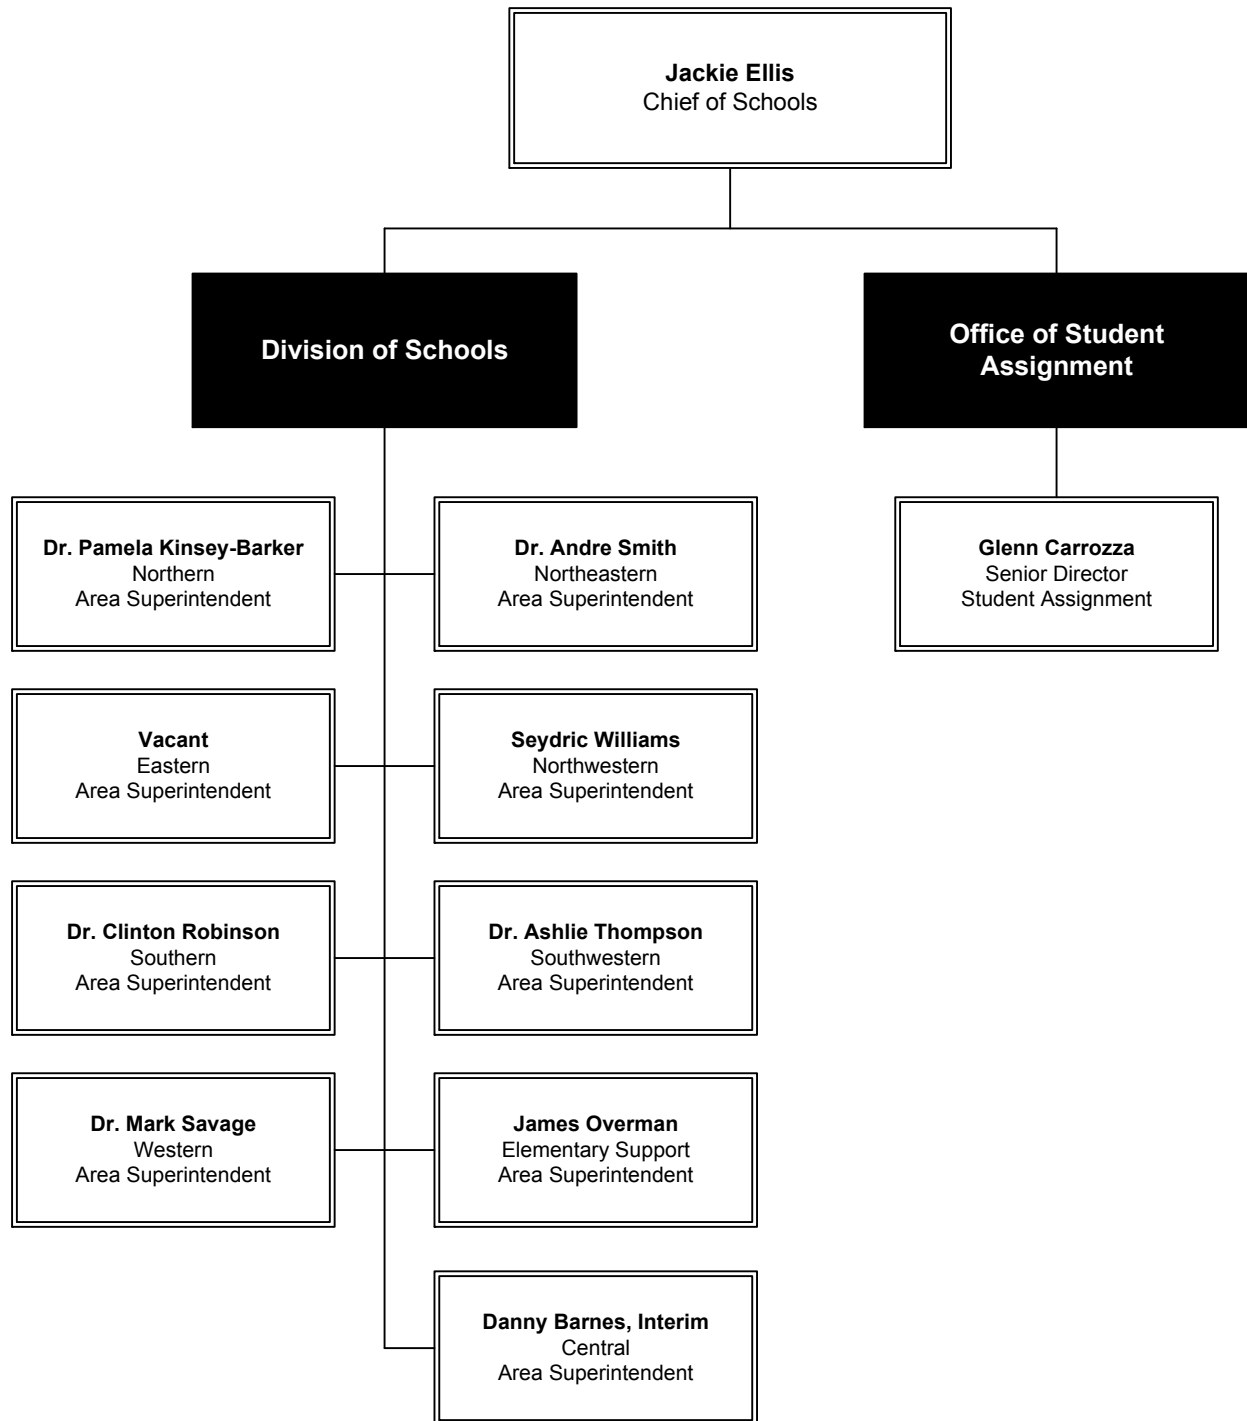 Jackie Ellis
Chief of Schools
Division of Schools
Office of Student
Assignment
Dr. Pamela Kinsey-Barker
Northern
Area Superintendent
Dr. Andre Smith
Northeastern
Area Superintendent
Glenn Carrozza
Senior Director
Student Assignment
Vacant
Eastern
Area Superintendent
Seydric Williams
Northwestern
Area Superintendent
Dr. Clinton Robinson
Southern
Area Superintendent
Dr. Ashlie Thompson
Southwestern
Area Superintendent
Dr. Mark Savage
Western
Area Superintendent
James Overman
Elementary Support
Area Superintendent
Danny Barnes, Interim
Central
Area Superintendent